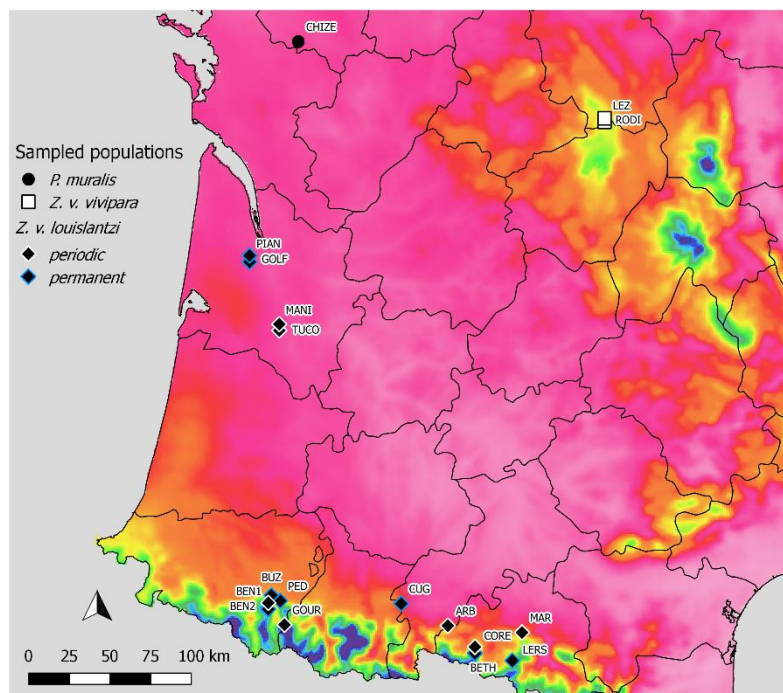 CHIZE
LEZ
RODI
Sampled populations
P. muralis
Z. v. vivipara
Z. v. louislantzi
periodic
permanent
PIAN
GOLF
MANI
TUCO
BUZ
BEN1
PED
BEN2
GOUR
CUG
ARB
MAR
CORE
LERS
BETH
0 25 50 75 100 km